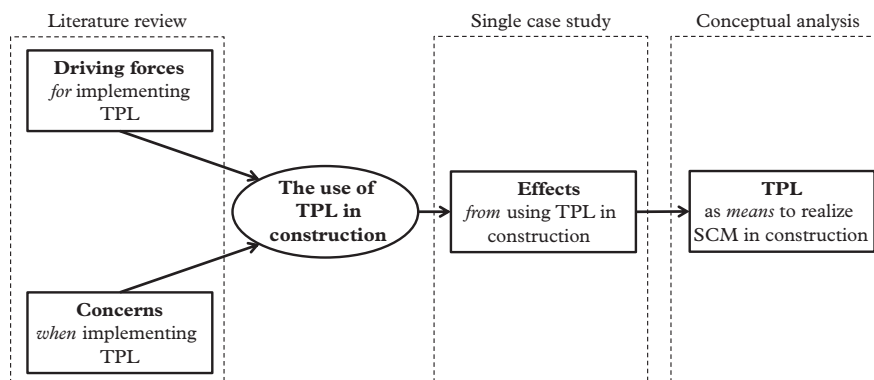 Literature review
Single case study
Conceptual analysis
Driving forces
for implementing
TPL
The use of
TPL in
construction
Effects
from using TPL in
construction
TPL
as means to realize
SCM in construction
Concerns
when implementing
TPL